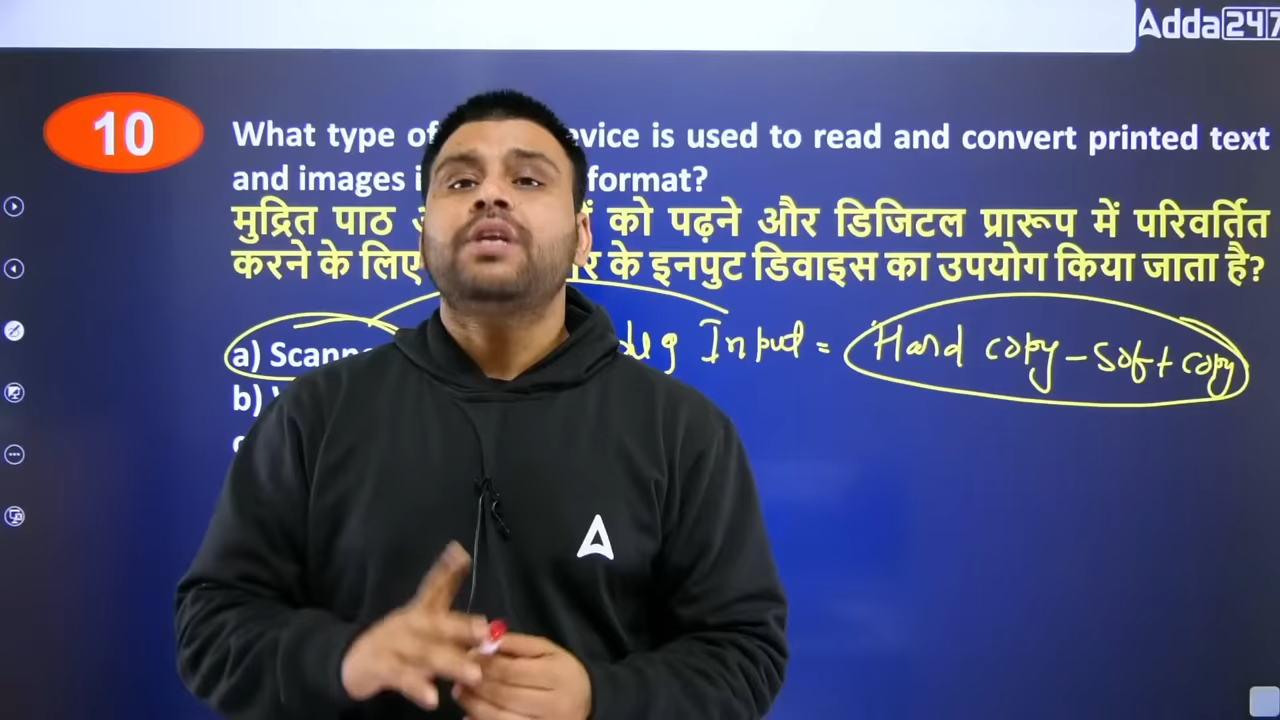 Adda247
10
What type of evice is used to read and convert printed text
and images i format?
मुद्रित पाठ को पढ़ने और डिजिटल प्रारूप में परिवर्तित
करने के लिए के इनपुट डिवाइस का उपयोग किया जाता है?
a) Scann Input = Hard copy - Soft copy
b)